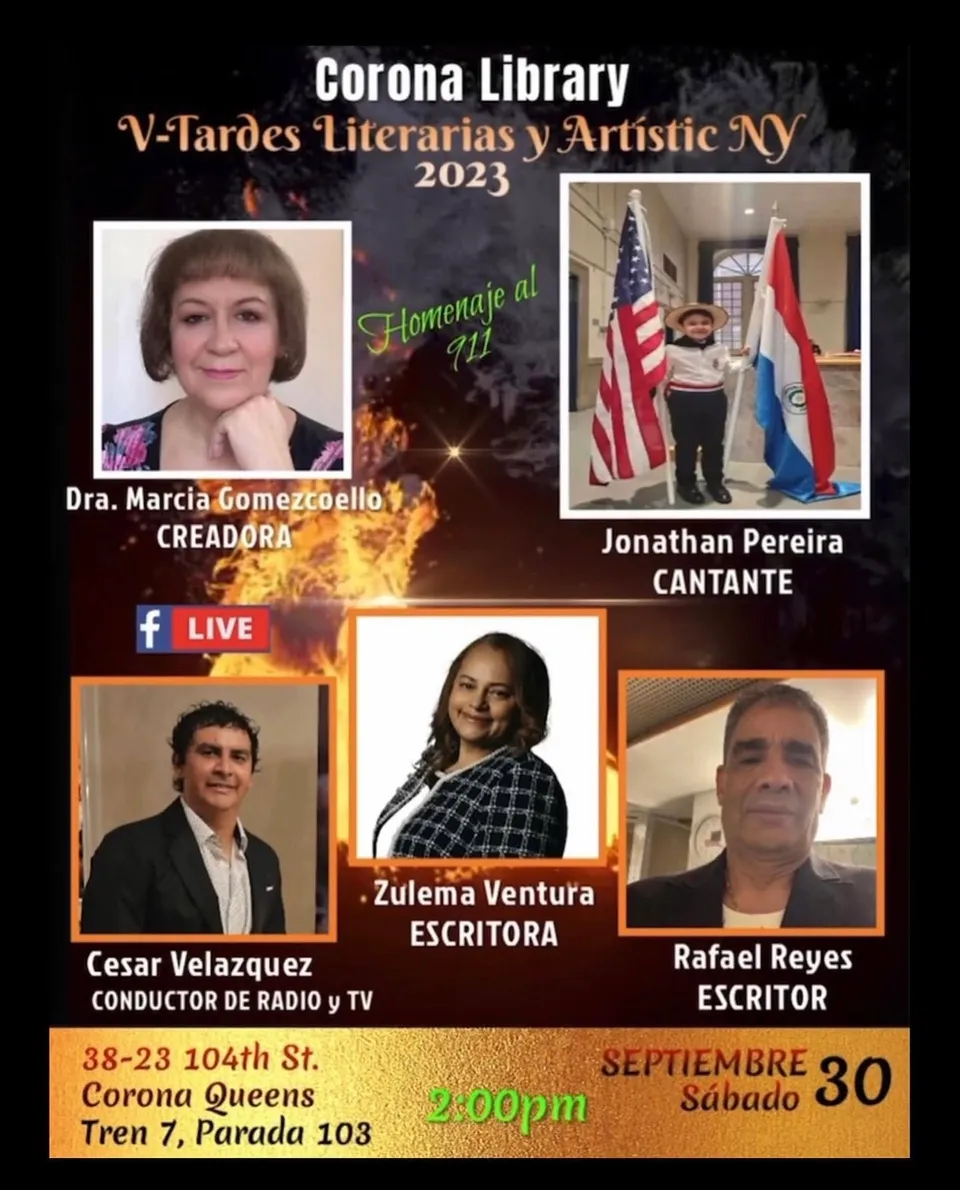 Corona Library
V-Tardes Literarias y Artístic NY
2023
Homenaje al
911
Dra. Marcia Gomezcoello
CREADORA
Jonathan Pereira
CANTANTE
f LIVE
Cesar Velazquez
CONDUCTOR DE RADIO y TV
Zulema Ventura
ESCRITORA
Rafael Reyes
ESCRITOR
38-23 104th St.
Corona Queens
Tren 7, Parada 103
2:00pm
SEPTIEMBRE
Sábado 30